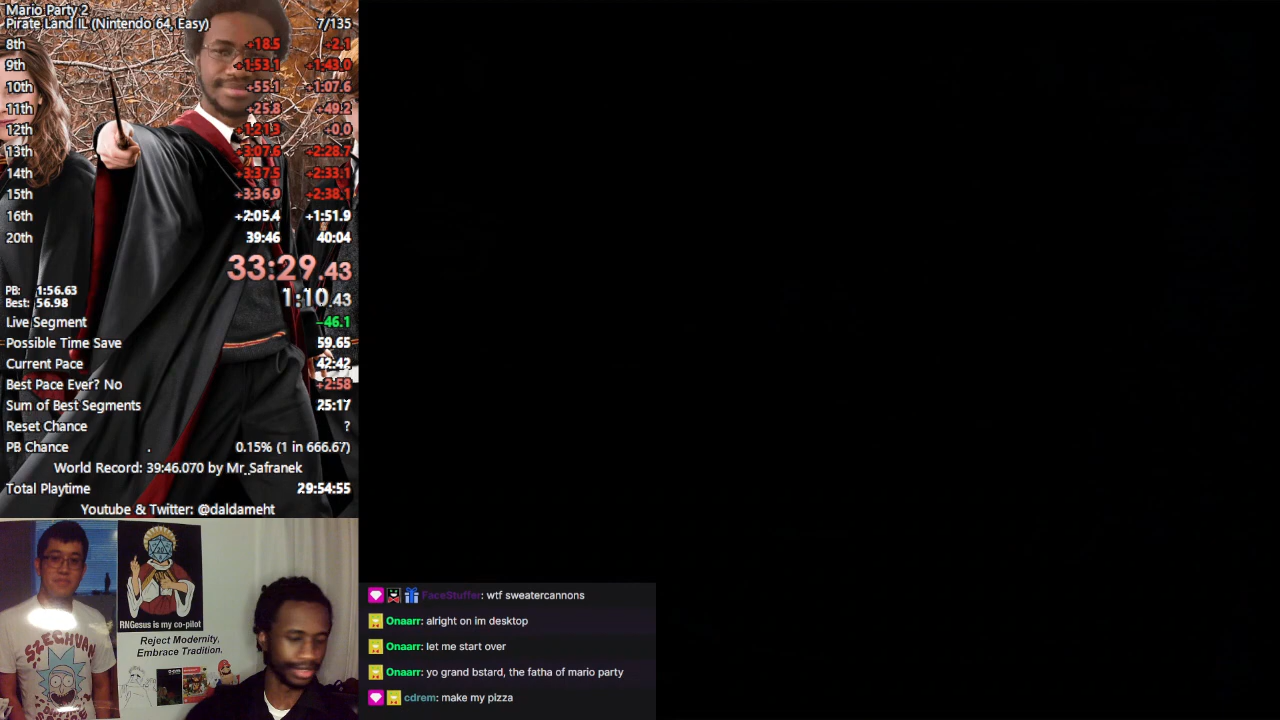 Mario Party 2
Pirate Land IL (Nintendo 64, Easy) 7/135
8th +18.5 +2.1
9th +1:53.1 +1:43.0
10th +55.1 +1:07.6
11th +25.8 +49.2
12th +1:21.3 +0.0
13th +3:07.6 +2:28.7
14th +3:37.5 +2:33.1
15th +3:36.9 +2:38.1
16th +2:05.4 +1:51.9
20th 39:46 40:04
33:29.43
PB: 1:56.63
1:10.43
Best: 56.98
Live Segment -46.1
Possible Time Save 59.65
Current Pace 42:42
Best Pace Ever? No +2:58
Sum of Best Segments 25:17
Reset Chance ?
PB Chance 0.15% (1 in 666.67)
World Record: 39:46.070 by Mr_Safranek
Total Playtime 29:54:55
Youtube & Twitter: @daldameht
SZECHUAN
RNGesus is my co-pilot
Reject Modernity,
Embrace Tradition.
FaceStuffer: wtf sweatercannons
Onaarr: alright on im desktop
Onaarr: let me start over
Onaarr: yo grand bstard, the fatha of mario party
cdrem: make my pizza